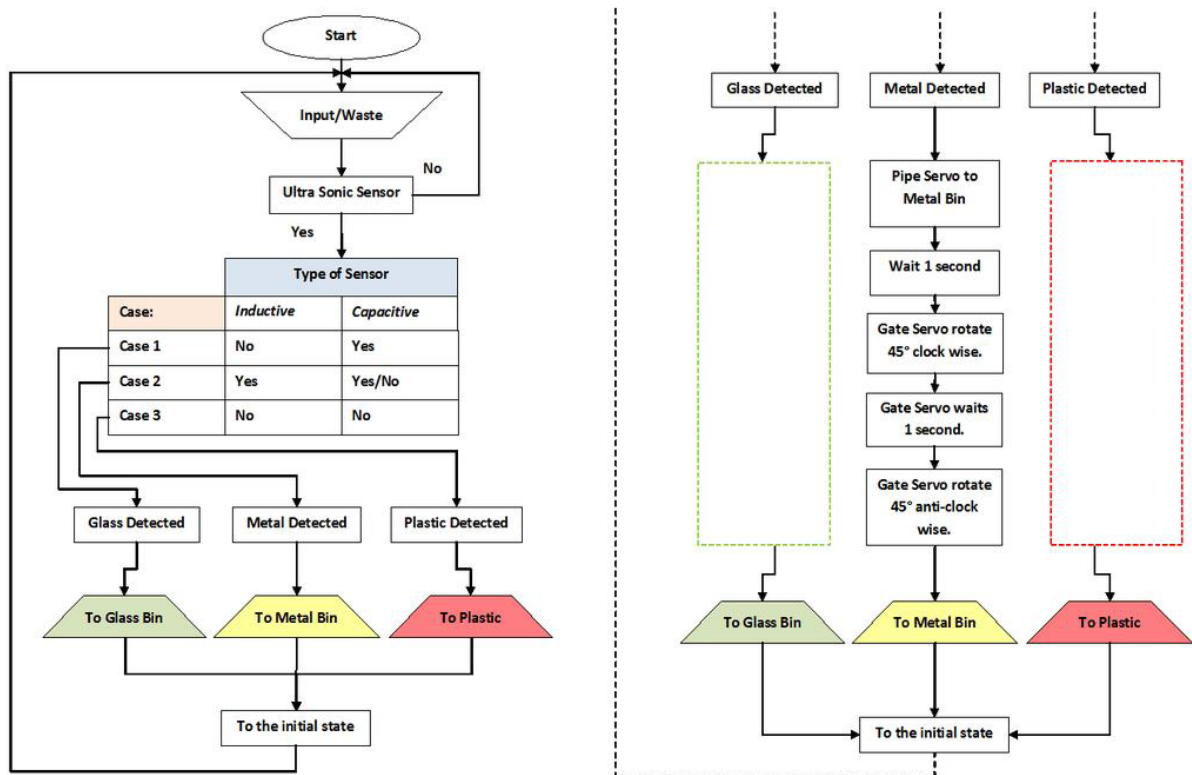 Start
Input/Waste
No
Ultra Sonic Sensor
Yes
Type of Sensor
Case: Inductive Capacitive
Case 1 No Yes
Case 2 Yes Yes/No
Case 3 No No
Glass Detected Metal Detected Plastic Detected
To Glass Bin To Metal Bin To Plastic
To the initial state
Glass Detected Metal Detected Plastic Detected
Pipe Servo to
Metal Bin
Wait 1 second
Gate Servo rotate
45° clock wise.
Gate Servo waits
1 second.
Gate Servo rotate
45° anti-clock
wise.
To Glass Bin To Metal Bin To Plastic
To the initial state